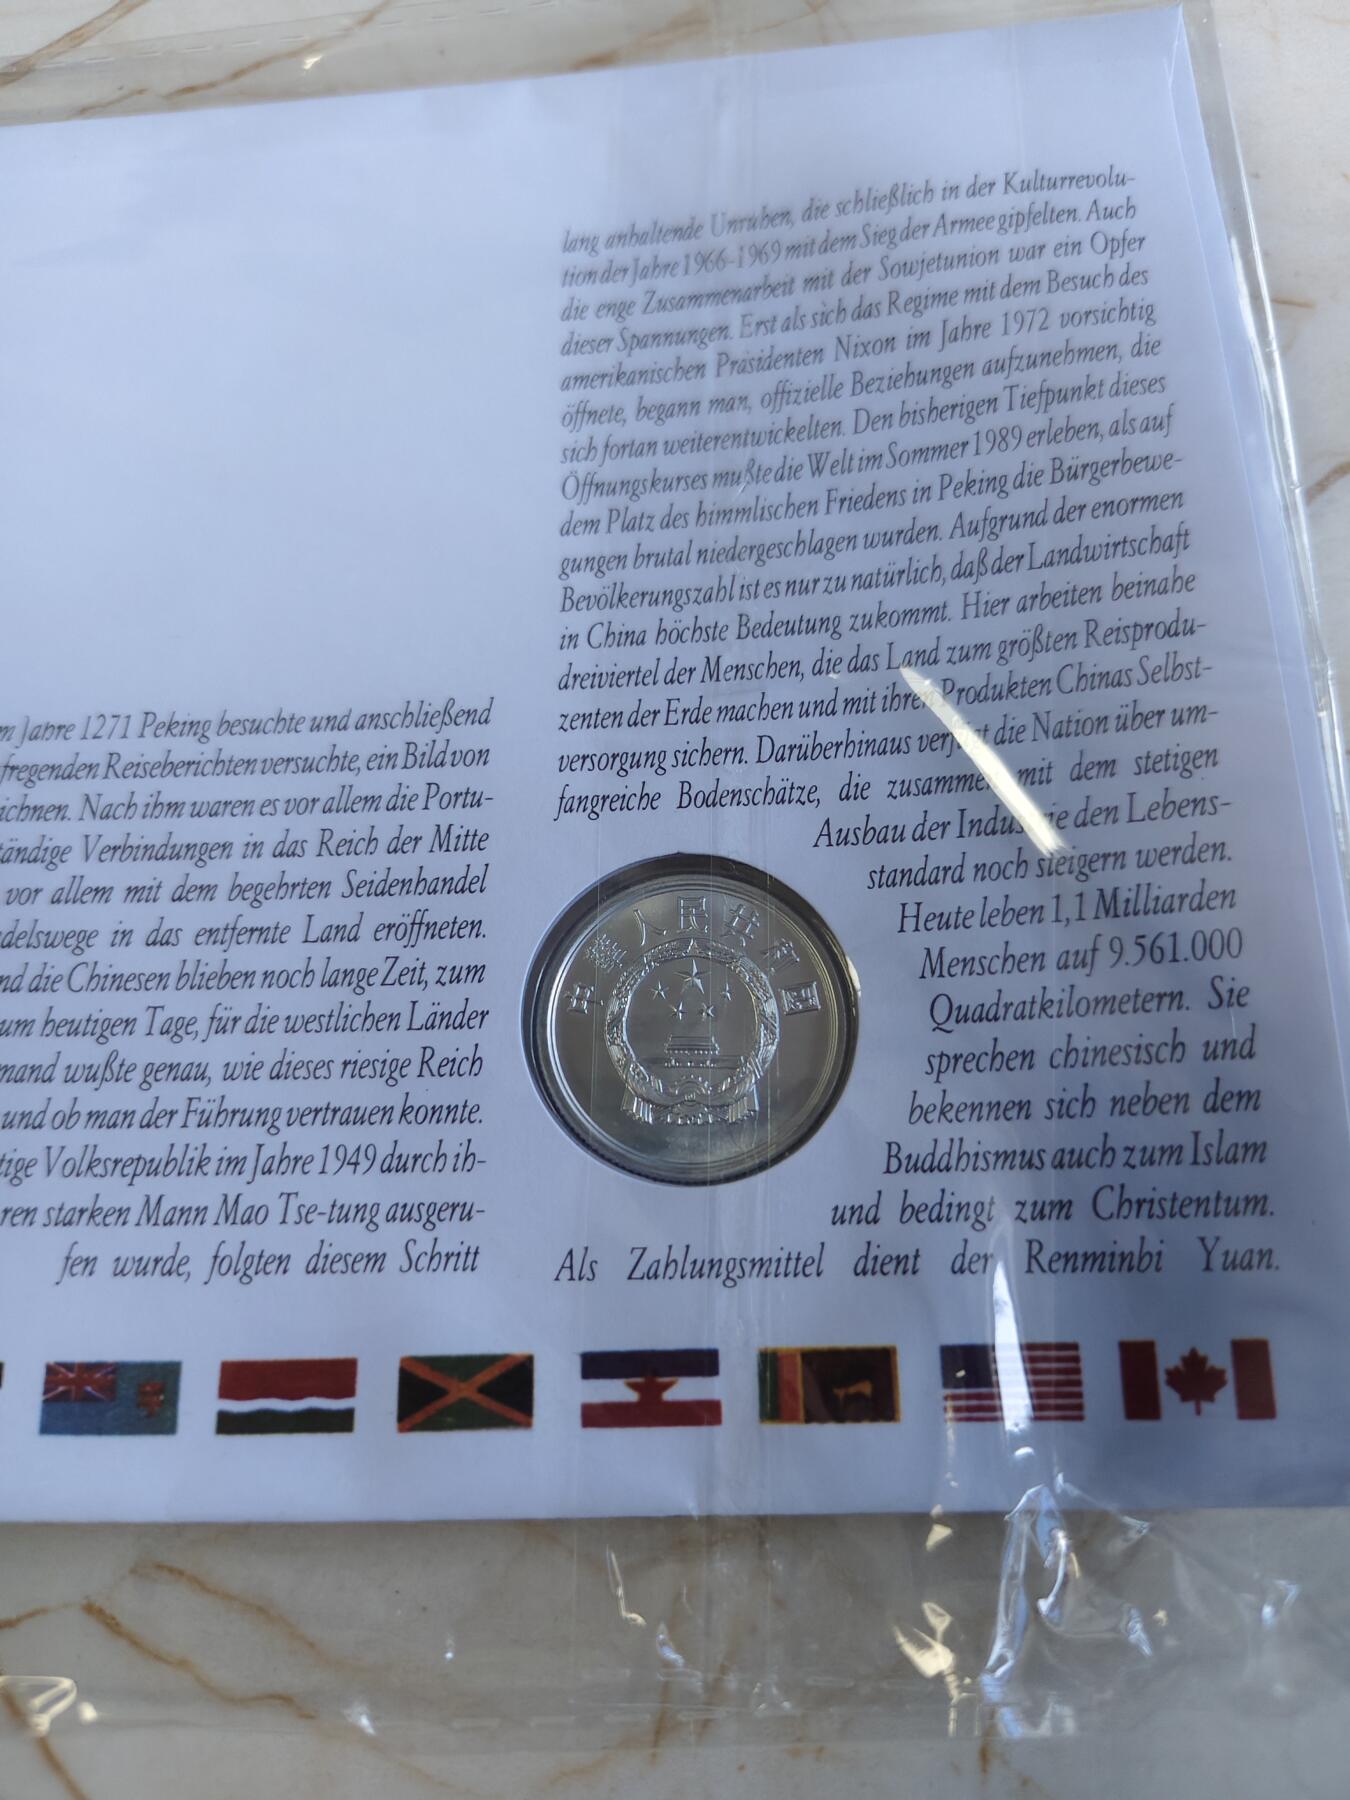 m Jahre 1271 Peking besuchte und anschließend
fregenden Reiseberichten versuchte, ein Bild von
ichnen. Nach ihm waren es vor allem die Portu-
tändige Verbindungen in das Reich der Mitte
vor allem mit dem begehrten Seidenhandel
delswege in das entfernte Land eröffneten.
nd die Chinesen blieben noch lange Zeit, zum
um heutigen Tage, für die westlichen Länder
mand wußte genau, wie dieses riesige Reich
und ob man der Führung vertrauen konnte.
tige Volksrepublik im Jahre 1949 durch ih-
ren starken Mann Mao Tse-tung ausgeru-
fen wurde, folgten diesem Schritt
lang anhaltende Unruhen, die schließlich in der Kulturrevolu-
tion der Jahre 1966-1969 mit dem Sieg der Armee gipfelten. Auch
die enge Zusammenarbeit mit der Sowjetunion war ein Opfer
dieser Spannungen. Erst als sich das Regime mit dem Besuch des
amerikanischen Präsidenten Nixon im Jahre 1972 vorsichtig
öffnete, begann man, offizielle Beziehungen aufzunehmen, die
sich fortan weiterentwickelten. Den bisherigen Tiefpunkt dieses
Öffnungskurses mußte die Welt im Sommer 1989 erleben, als auf
dem Platz des himmlischen Friedens in Peking die Bürgerbewe-
gungen brutal niedergeschlagen wurden. Aufgrund der enormen
Bevölkerungszahl ist es nur zu natürlich, daß der Landwirtschaft
in China höchste Bedeutung zukommt. Hier arbeiten beinahe
dreiviertel der Menschen, die das Land zum größten Reisprodu-
zenten der Erde machen und mit ihren Produkten Chinas Selbst-
versorgung sichern. Darüberhinaus verfügt die Nation über um-
fangreiche Bodenschätze, die zusammen mit dem stetigen
Ausbau der Industrie den Lebens-
standard noch steigern werden.
Heute leben 1,1 Milliarden
Menschen auf 9.561.000
Quadratkilometern. Sie
sprechen chinesisch und
bekennen sich neben dem
Buddhismus auch zum Islam
und bedingt zum Christentum.
Als Zahlungsmittel dient der Renminbi Yuan.
中華人民共和國